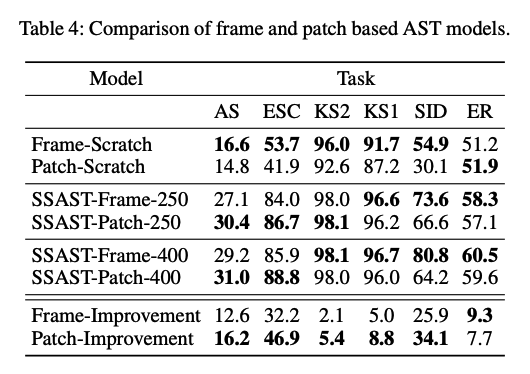 Table 4: Comparison of frame and patch based AST models.
Model Task
AS ESC KS2 KS1 SID ER
Frame-Scratch 16.6 53.7 96.0 91.7 54.9 51.2
Patch-Scratch 14.8 41.9 92.6 87.2 30.1 51.9
SSAST-Frame-250 27.1 84.0 98.0 96.6 73.6 58.3
SSAST-Patch-250 30.4 86.7 98.1 96.2 66.6 57.1
SSAST-Frame-400 29.2 85.9 98.1 96.7 80.8 60.5
SSAST-Patch-400 31.0 88.8 98.0 96.0 64.2 59.6
Frame-Improvement 12.6 32.2 2.1 5.0 25.9 9.3
Patch-Improvement 16.2 46.9 5.4 8.8 34.1 7.7